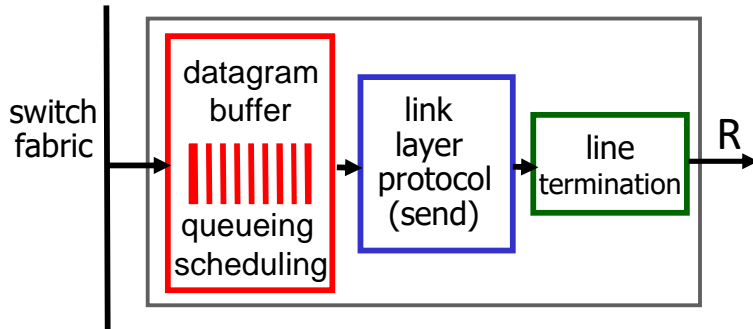 switch
fabric
datagram
buffer
queueing
scheduling
link
layer
protocol
(send)
line
termination
R